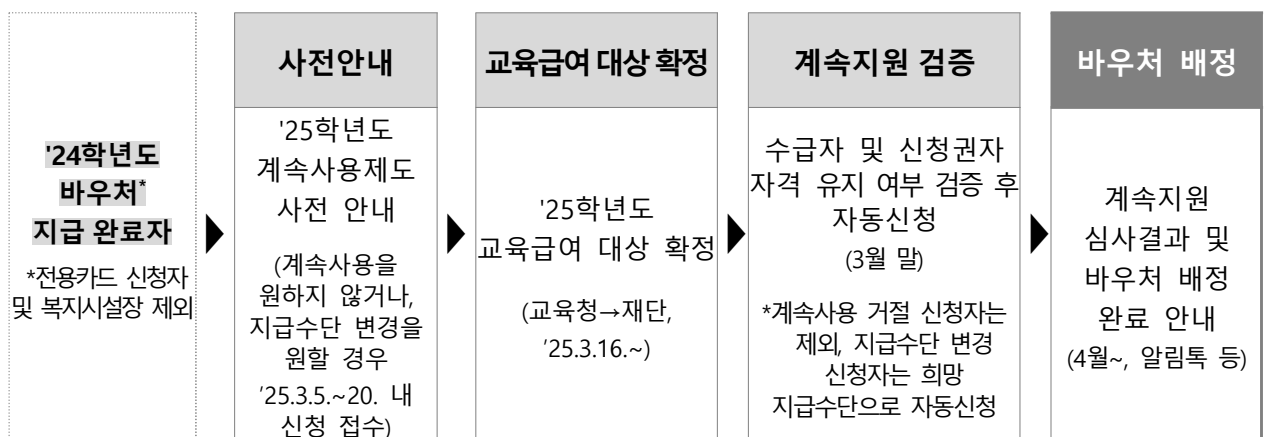 '24학년도
바우처*
지급 완료자
*전용카드 신청자
및 복지시설장 제외
사전안내
'25학년도
계속사용제도
사전 안내
(계속사용을
원하지 않거나,
지급수단 변경을
원할 경우
'25.3.5.~20. 내
신청 접수)
교육급여 대상 확정
'25학년도
교육급여 대상 확정
(교육청→재단,
'25.3.16.~)
계속지원 검증
수급자 및 신청권자
자격 유지 여부 검증 후
자동신청
(3월 말)
*계속사용 거절 신청자는
제외, 지급수단 변경
신청자는 희망
지급수단으로 자동신청
바우처 배정
계속지원
심사결과 및
바우처 배정
완료 안내
(4월~, 알림톡 등)